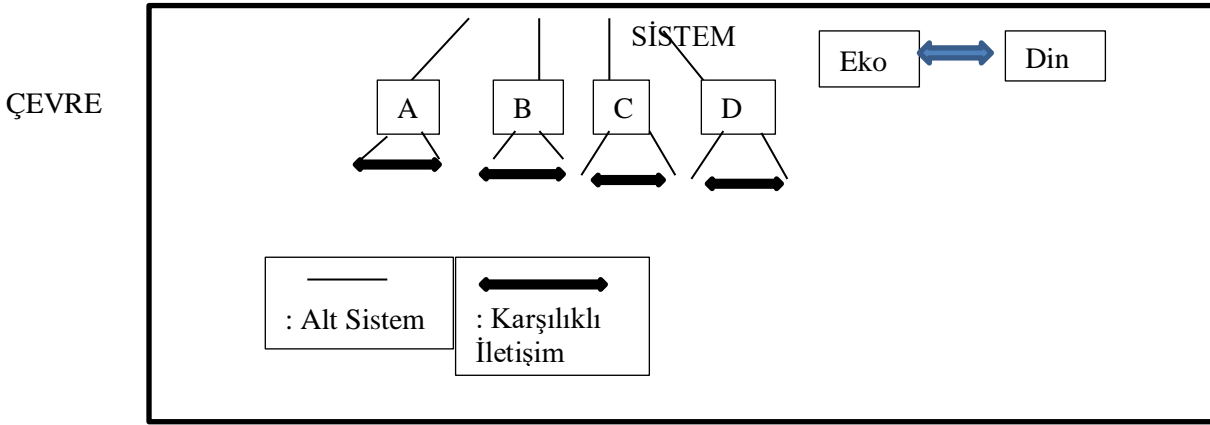 SİSTEM
Eko
Din
ÇEVRE
A
B
C
D
: Alt Sistem
: Karşılıklı
İletişim